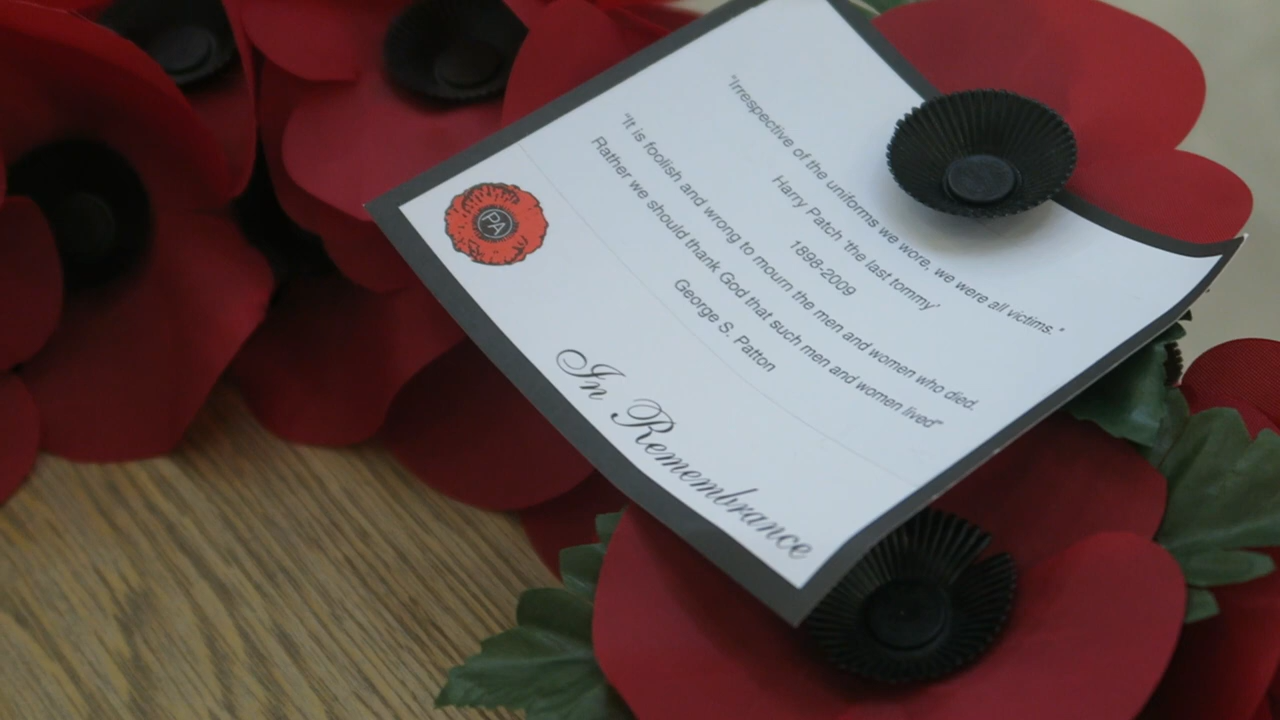 "Irrespective of the uniforms we wore, we were all victims."
Harry Patch 'the last tommy'
1898-2009
"It is foolish and wrong to mourn the men and women who died.
Rather we should thank God that such men and women lived"
George S. Patton
PA
In Remembrance